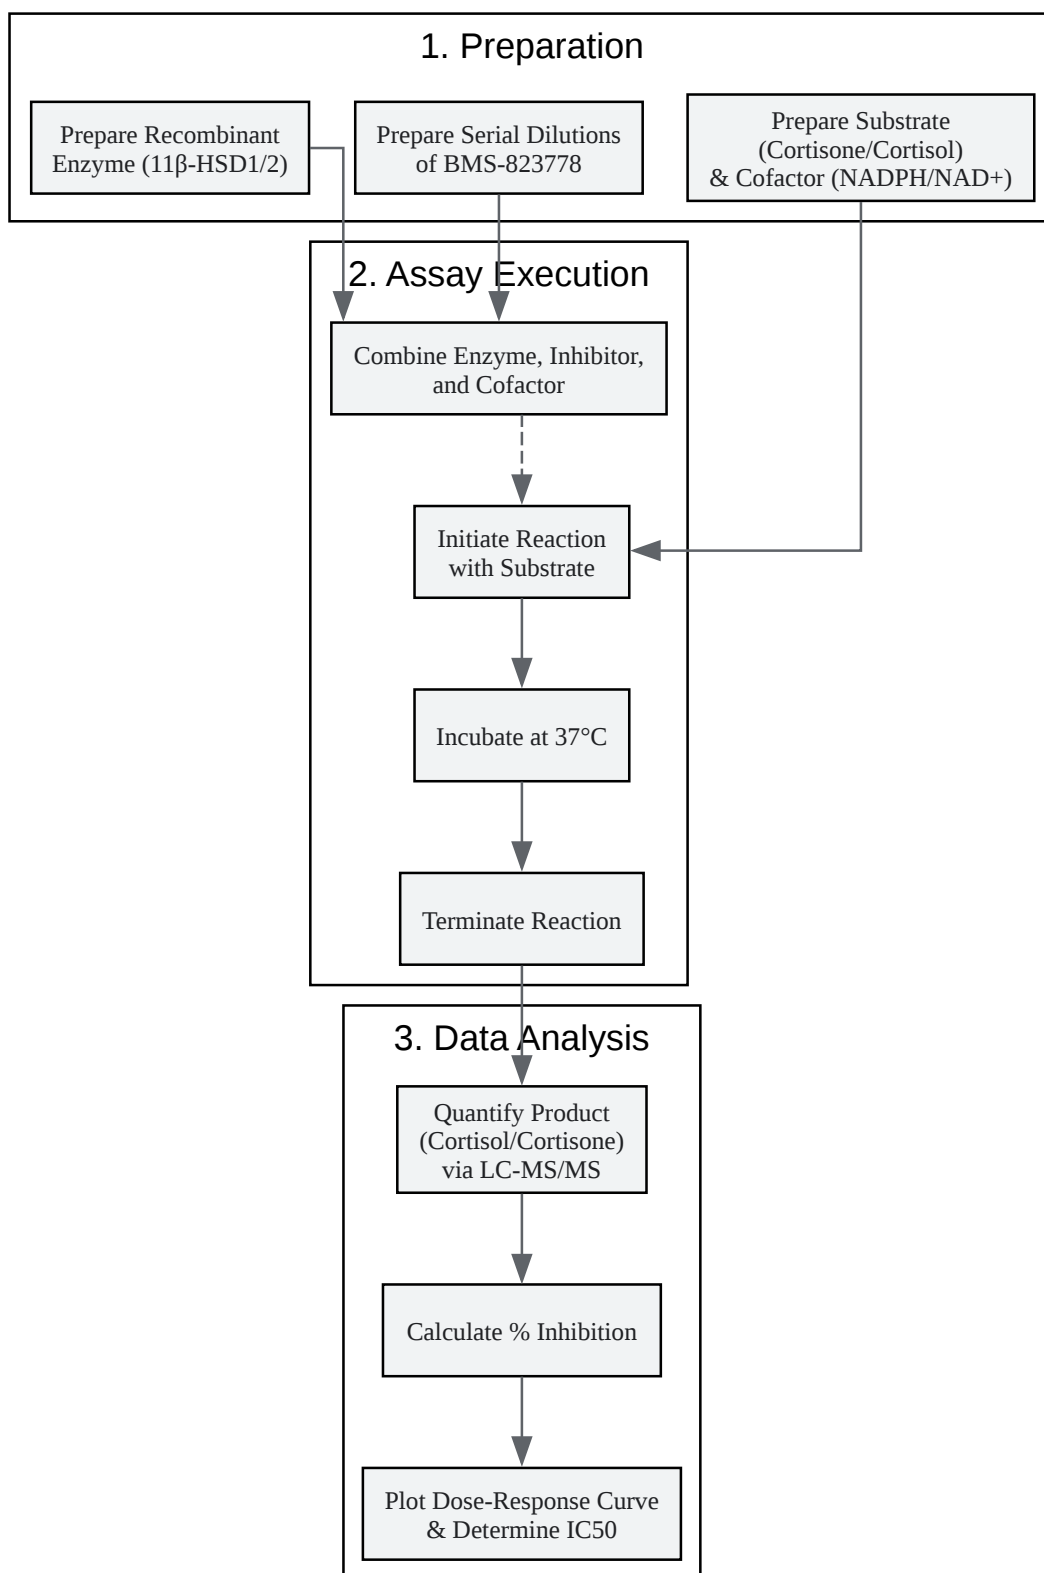 1. Preparation
Prepare Recombinant
Enzyme (11β-HSD1/2)
Prepare Serial Dilutions
of BMS-823778
Prepare Substrate
(Cortisone/Cortisol)
& Cofactor (NADPH/NAD+)
2. Assay Execution
Combine Enzyme, Inhibitor,
and Cofactor
Initiate Reaction
with Substrate
Incubate at 37°C
Terminate Reaction
3. Data Analysis
Quantify Product
(Cortisol/Cortisone)
via LC-MS/MS
Calculate % Inhibition
Plot Dose-Response Curve
& Determine IC50